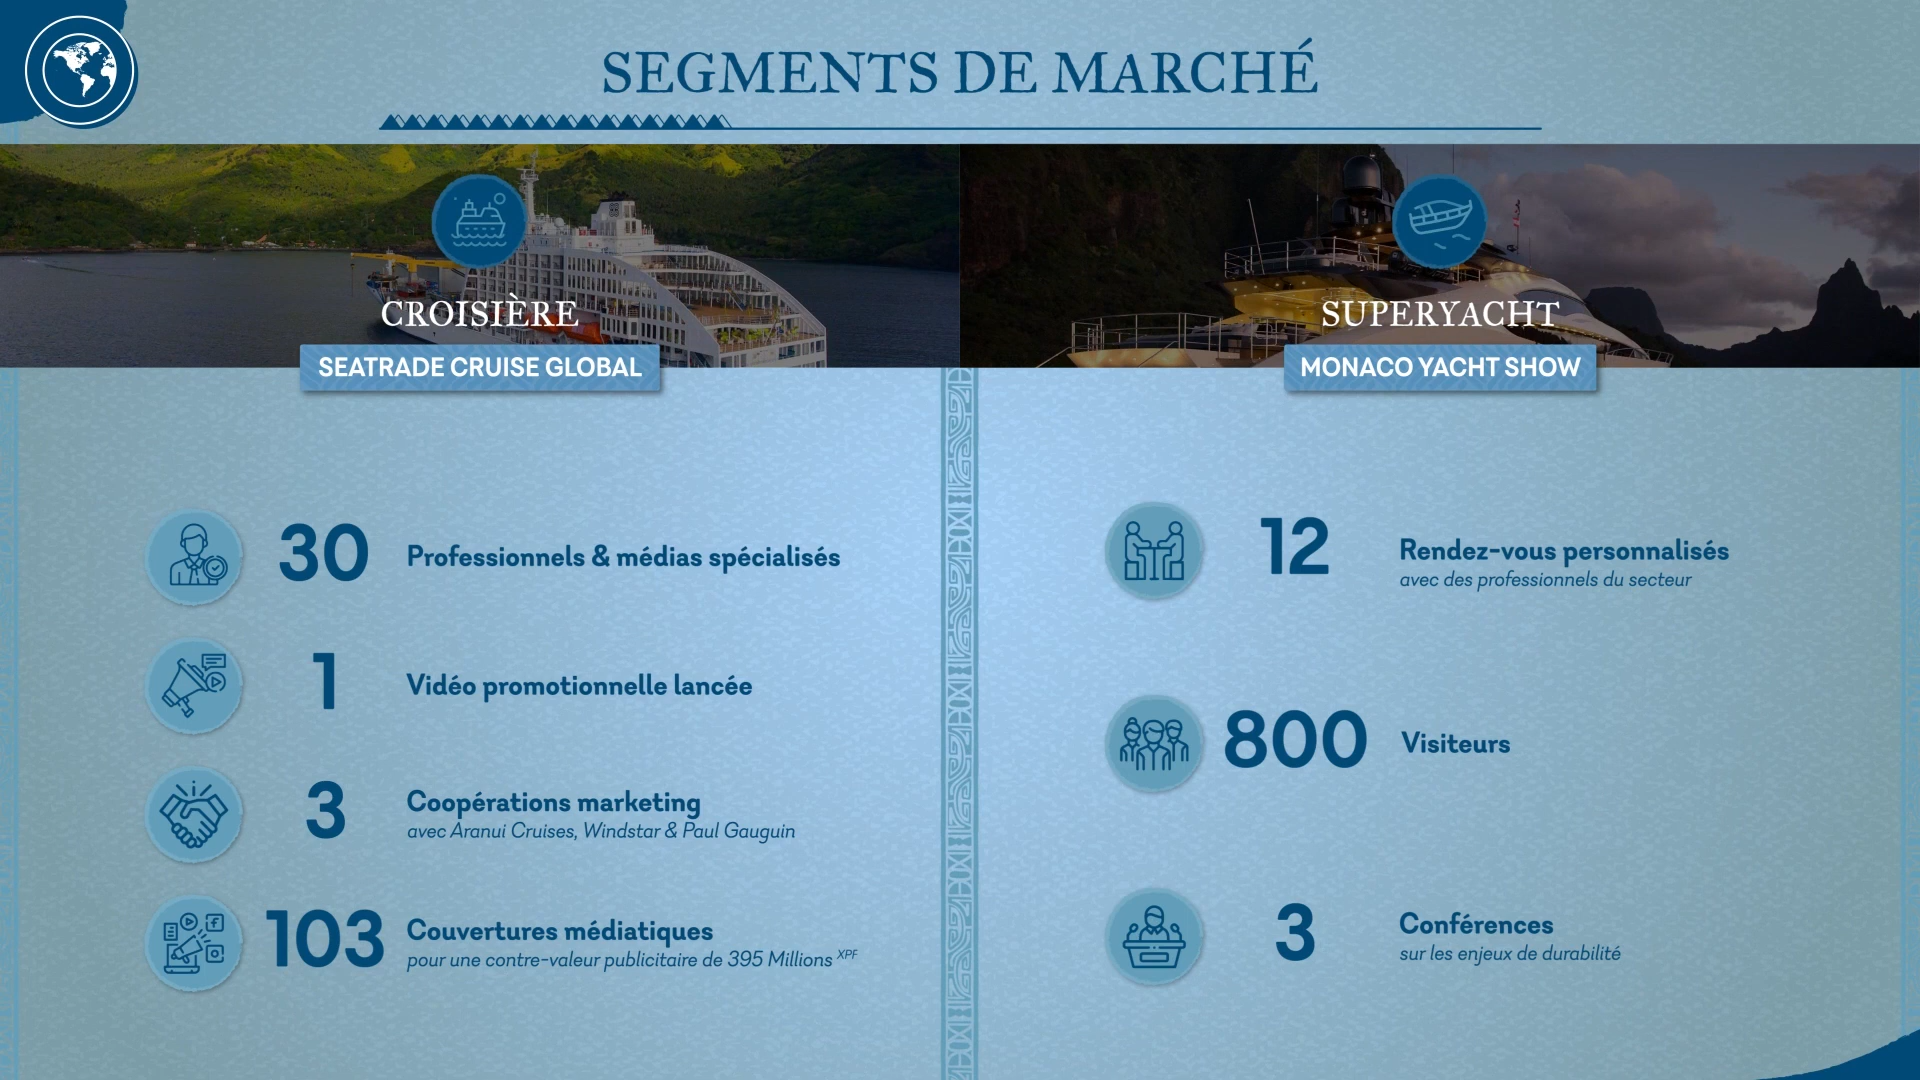 SEGMENTS DE MARCHÉ
CROISIÈRE
SEATRADE CRUISE GLOBAL
30
Professionnels & médias spécialisés
1
Vidéo promotionnelle lancée
3
Coopérations marketing
avec Aranui Cruises, Windstar & Paul Gauguin
103
Couvertures médiatiques
pour une contre-valeur publicitaire de 395 Millions XPF
SUPERYACHT
MONACO YACHT SHOW
12
Rendez-vous personnalisés
avec des professionnels du secteur
800
Visiteurs
3
Conférences
sur les enjeux de durabilité